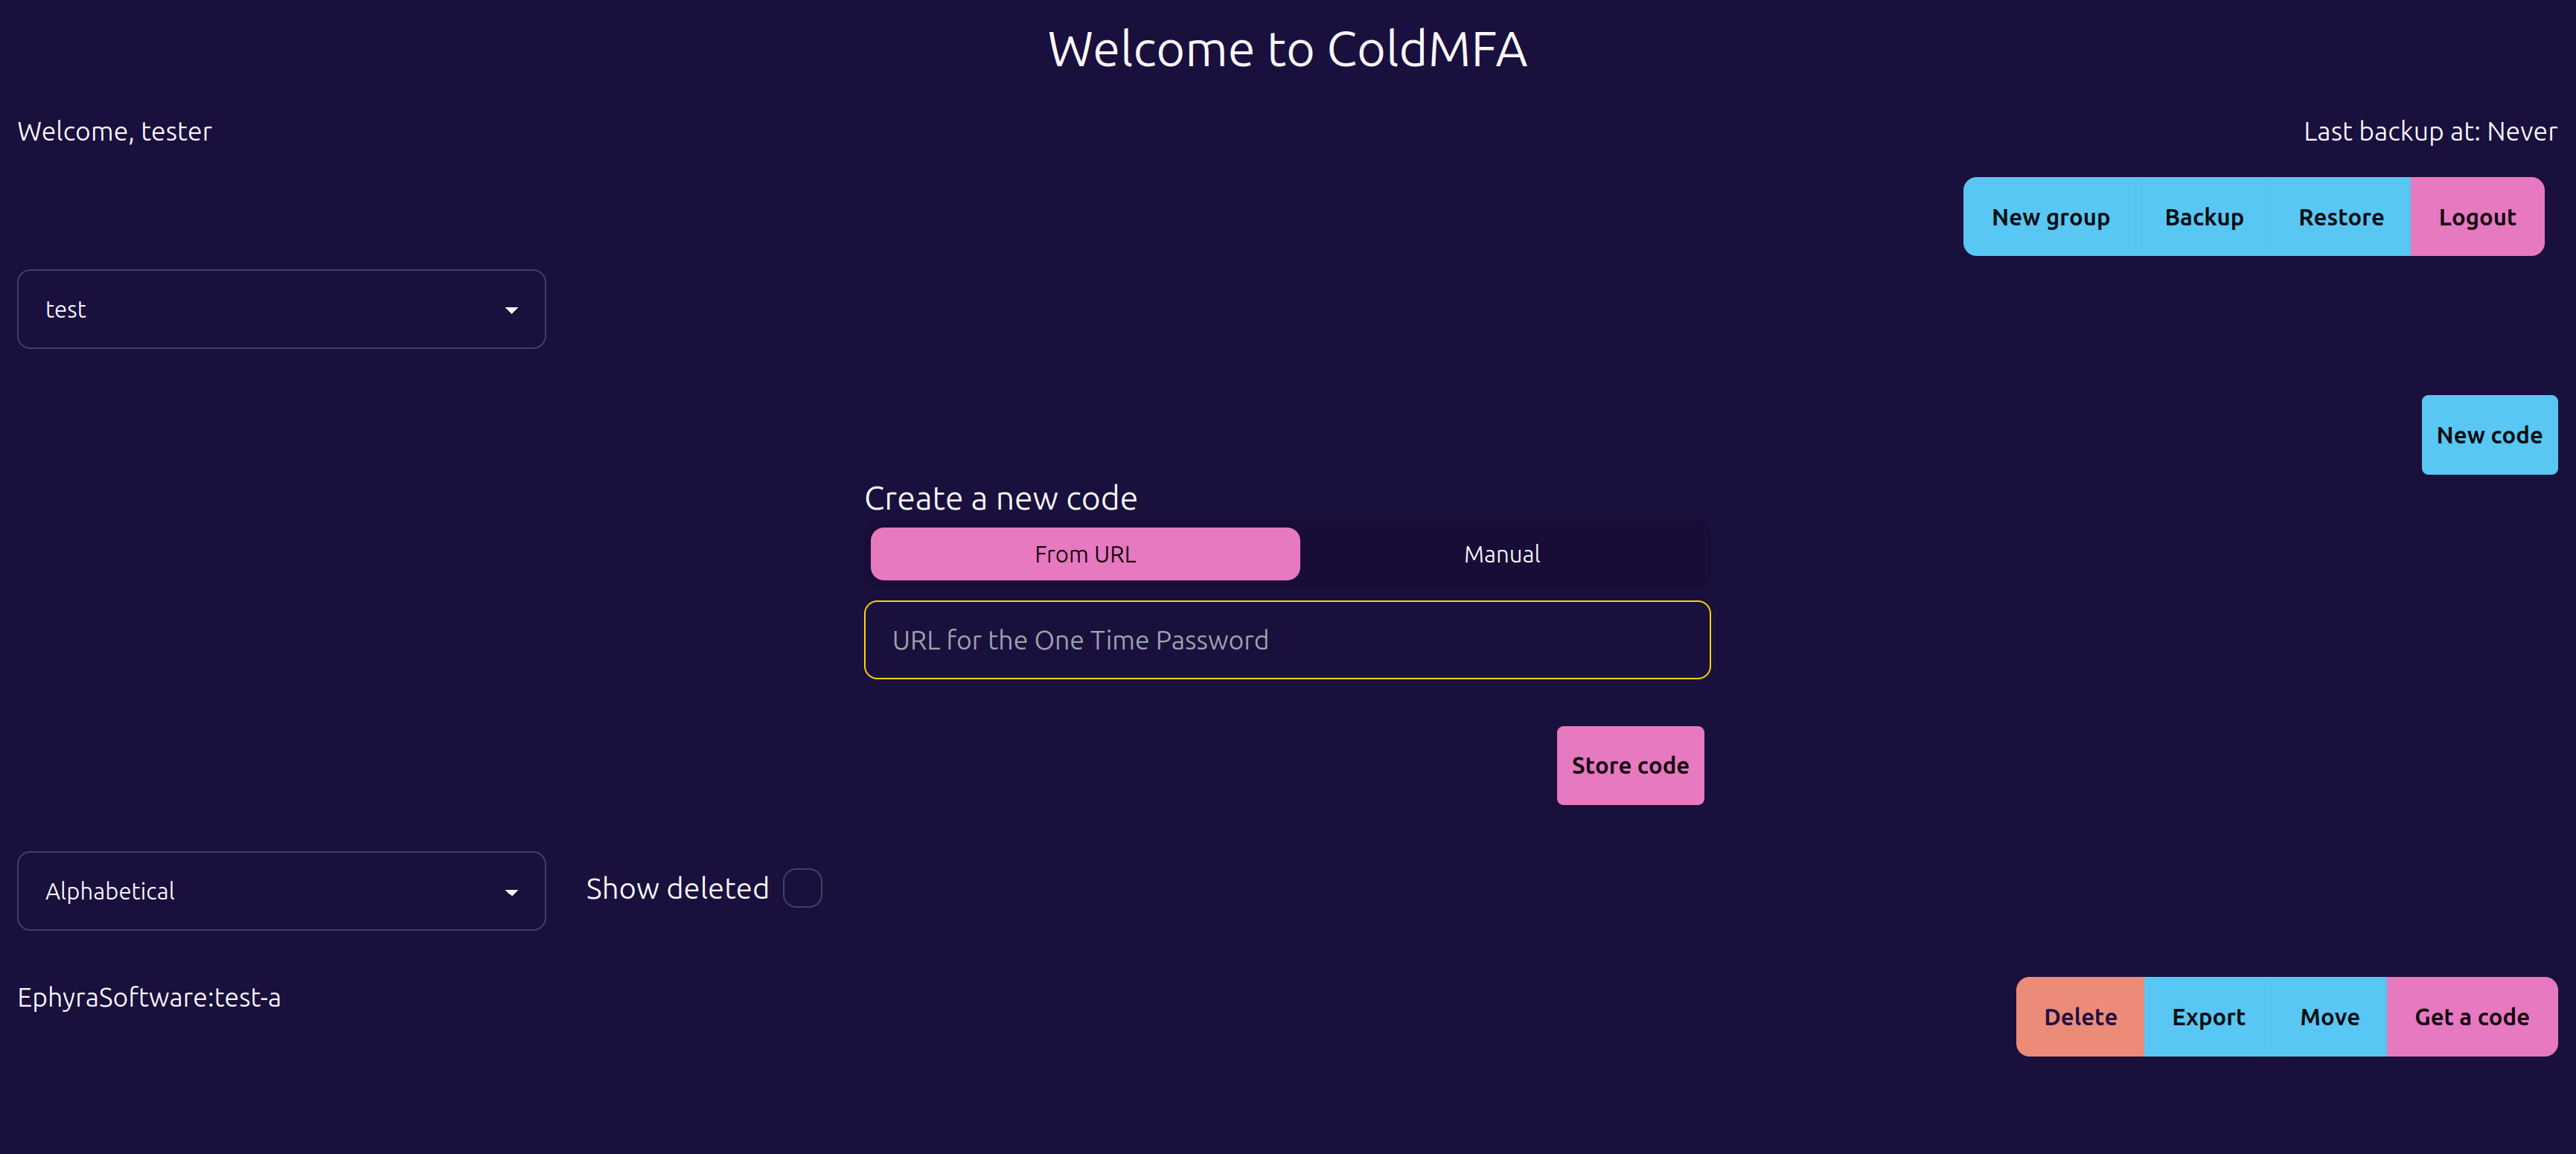 Welcome to ColdMFA
Welcome, tester
Last backup at: Never
New group
Backup
Restore
Logout
test
New code
Create a new code
From URL
Manual
URL for the One Time Password
Store code
Alphabetical
Show deleted
EphyraSoftware:test-a
Delete
Export
Move
Get a code